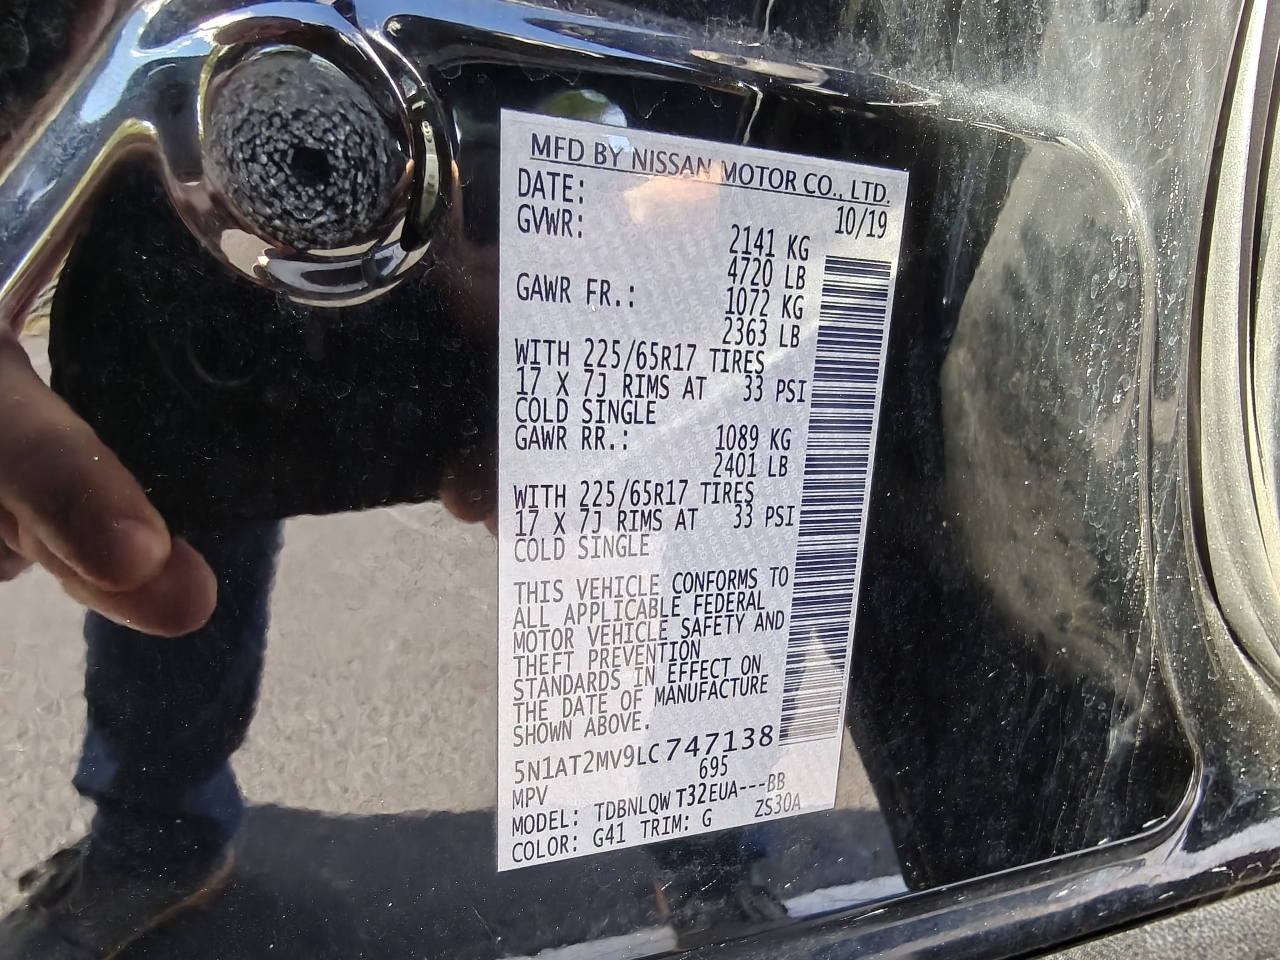 MFD BY NISSAN MOTOR CO., LTD.
DATE: 10/19
GVWR: 2141 KG
4720 LB
GAWR FR.: 1072 KG
2363 LB
WITH 225/65R17 TIRES
17 X 7J RIMS AT 33 PSI
COLD SINGLE
GAWR RR.: 1089 KG
2401 LB
WITH 225/65R17 TIRES
17 X 7J RIMS AT 33 PSI
COLD SINGLE
THIS VEHICLE CONFORMS TO
ALL APPLICABLE FEDERAL
MOTOR VEHICLE SAFETY AND
THEFT PREVENTION
STANDARDS IN EFFECT ON
THE DATE OF MANUFACTURE
SHOWN ABOVE.
5N1AT2MV9LC747138
MPV 695
MODEL: TDBNLQWT32EUA---BB
COLOR: G41 TRIM: G ZS30A